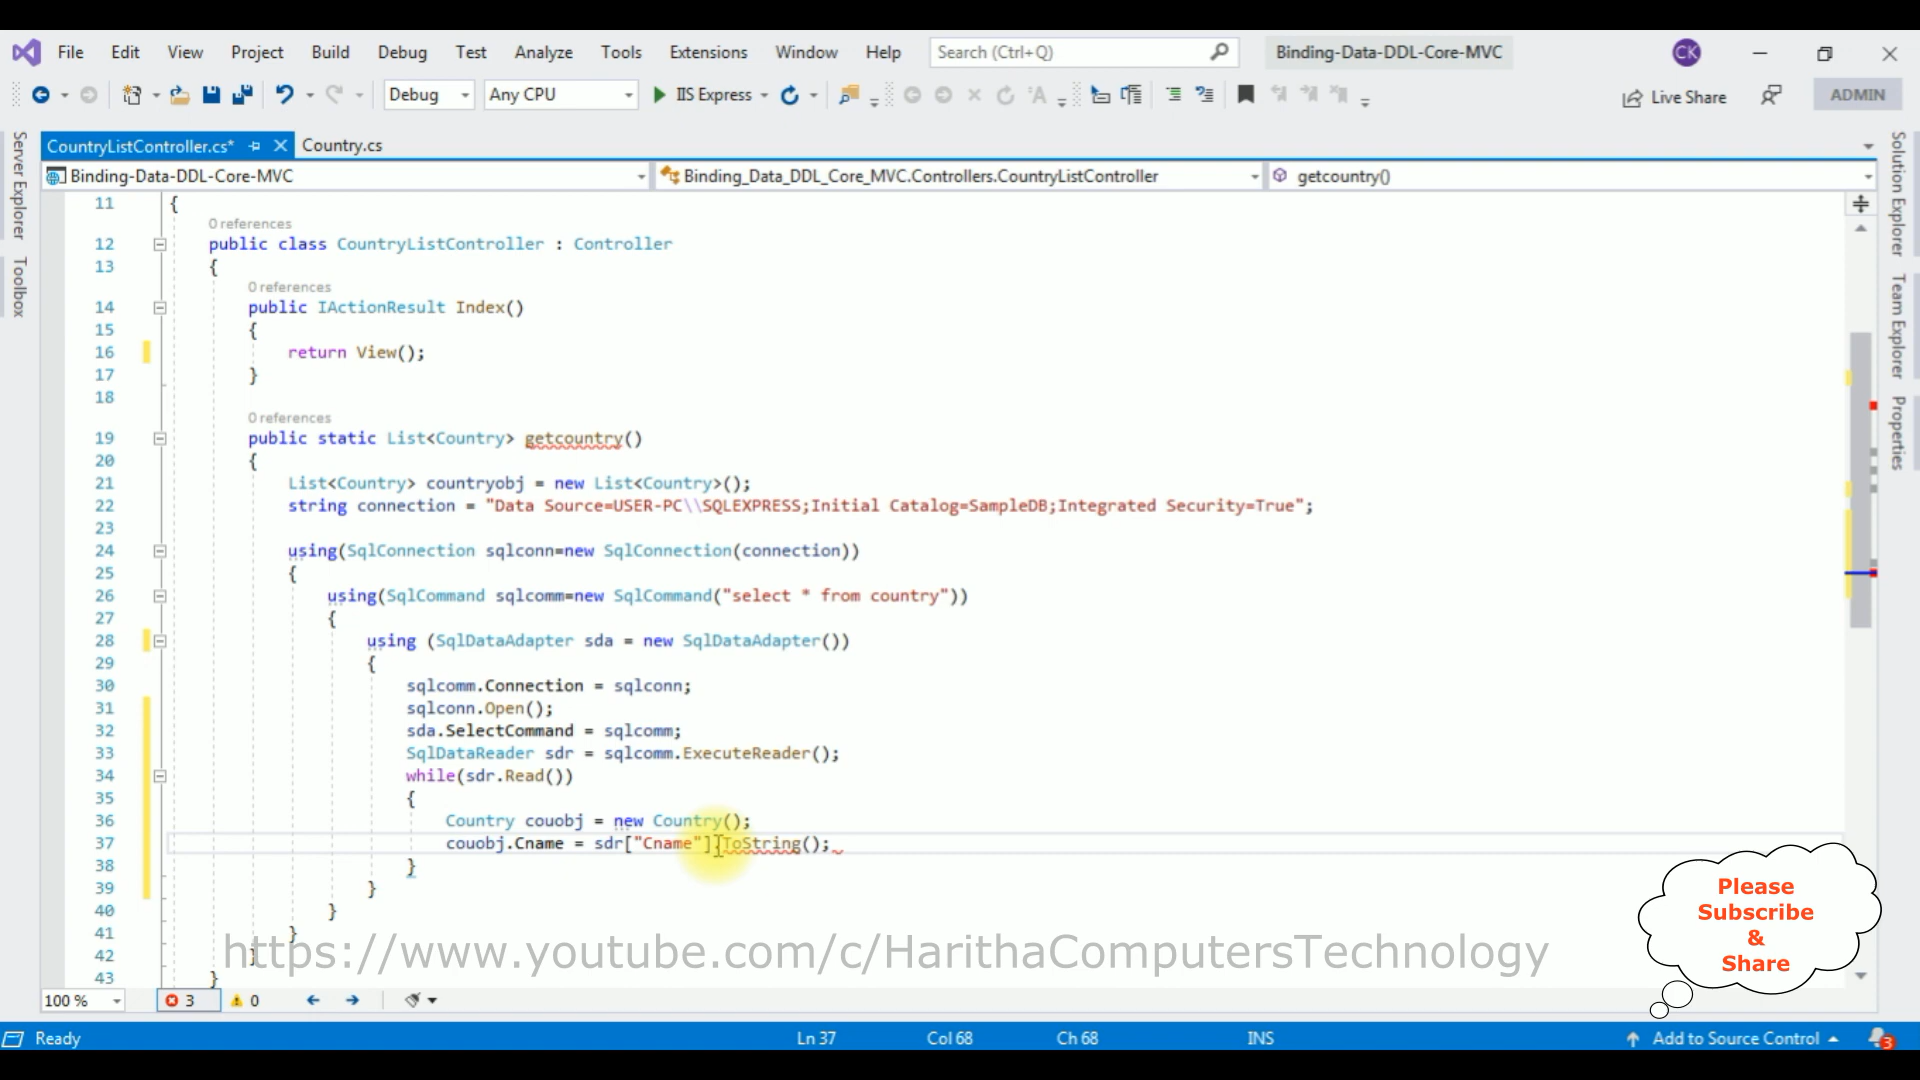 File Edit View Project Build Debug Test Analyze Tools Extensions Window Help Search (Ctrl+Q) Binding-Data-DDL-Core-MVC CK
Debug Any CPU IIS Express Live Share ADMIN
CountryListController.cs* Country.cs
Binding-Data-DDL-Core-MVC Binding_Data_DDL_Core_MVC.Controllers.CountryListController getcountry()
Server Explorer
Toolbox
Solution Explorer
Team Explorer
Properties
11 {
0 references
12 public class CountryListController : Controller
13 {
0 references
14 public IActionResult Index()
15 {
16 return View();
17 }
18
0 references
19 public static List<Country> getcountry()
20 {
21 List<Country> countryobj = new List<Country>();
22 string connection = "Data Source=USER-PC\\SQLEXPRESS;Initial Catalog=SampleDB;Integrated Security=True";
23
24 using(SqlConnection sqlconn=new SqlConnection(connection))
25 {
26 using(SqlCommand sqlcomm=new SqlCommand("select * from country"))
27 {
28 using (SqlDataAdapter sda = new SqlDataAdapter())
29 {
30 sqlcomm.Connection = sqlconn;
31 sqlconn.Open();
32 sda.SelectCommand = sqlcomm;
33 SqlDataReader sdr = sqlcomm.ExecuteReader();
34 while(sdr.Read())
35 {
36 Country couobj = new Country();
37 couobj.Cname = sdr["Cname"].ToString();
38 }
39 }
40 }
41 }
42 }
43 }
https://www.youtube.com/c/HarithaComputersTechnology
Please
Subscribe
&
Share
100 % 3 0
Ready Ln 37 Col 68 Ch 68 INS Add to Source Control 3